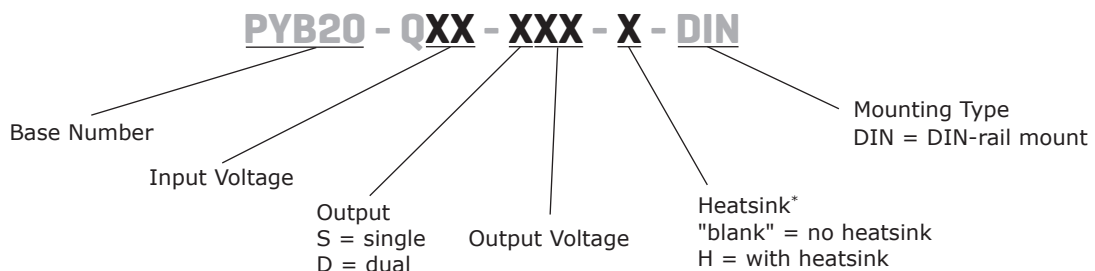 PYB20 - QXX - XXX - X - DIN
Base Number
Input Voltage
Output
S = single
D = dual
Output Voltage
Heatsink*
"blank" = no heatsink
H = with heatsink
Mounting Type
DIN = DIN-rail mount